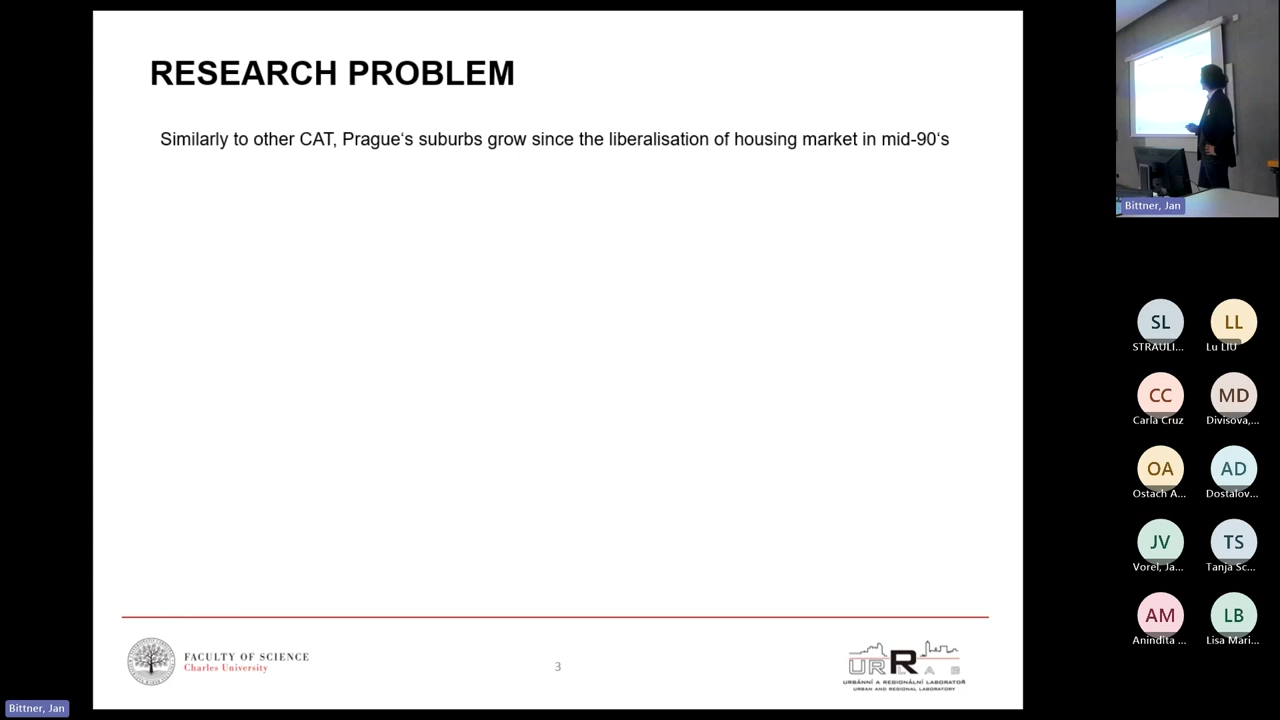 RESEARCH PROBLEM
Similarly to other CAT, Prague‘s suburbs grow since the liberalisation of housing market in mid-90‘s
FACULTY OF SCIENCE
Charles University
3
URRLAB
URBÁNNÍ A REGIONÁLNÍ LABORATOŘ
URBAN AND REGIONAL LABORATORY
Bittner, Jan
Bittner, Jan
SL
STRAULI...
LL
Lu LIU
CC
Carla Cruz
MD
Divisova,...
OA
Ostach A...
AD
Dostalov...
JV
Vorel, Ja...
TS
Tanja Sc...
AM
Anindita ...
LB
Lisa Mari...